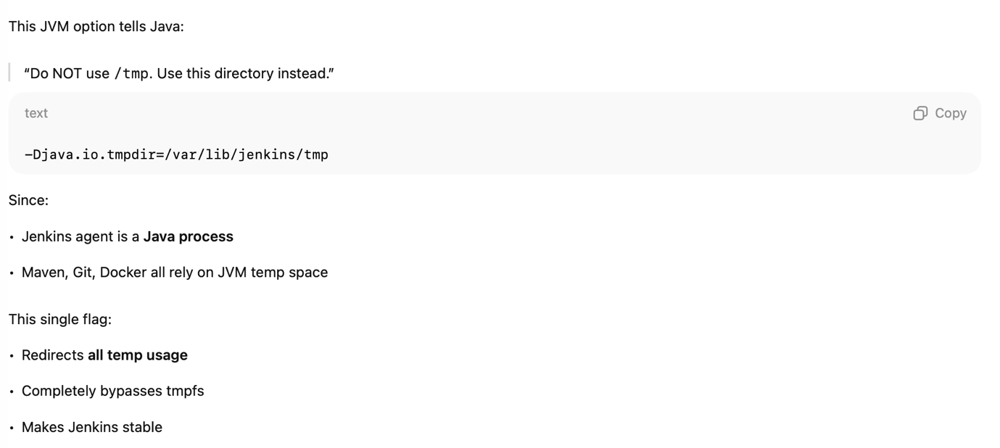 This JVM option tells Java:
“Do NOT use /tmp. Use this directory instead.”
text
Copy
-Djava.io.tmpdir=/var/lib/jenkins/tmp
Since:
• Jenkins agent is a Java process
• Maven, Git, Docker all rely on JVM temp space
This single flag:
• Redirects all temp usage
• Completely bypasses tmpfs
• Makes Jenkins stable